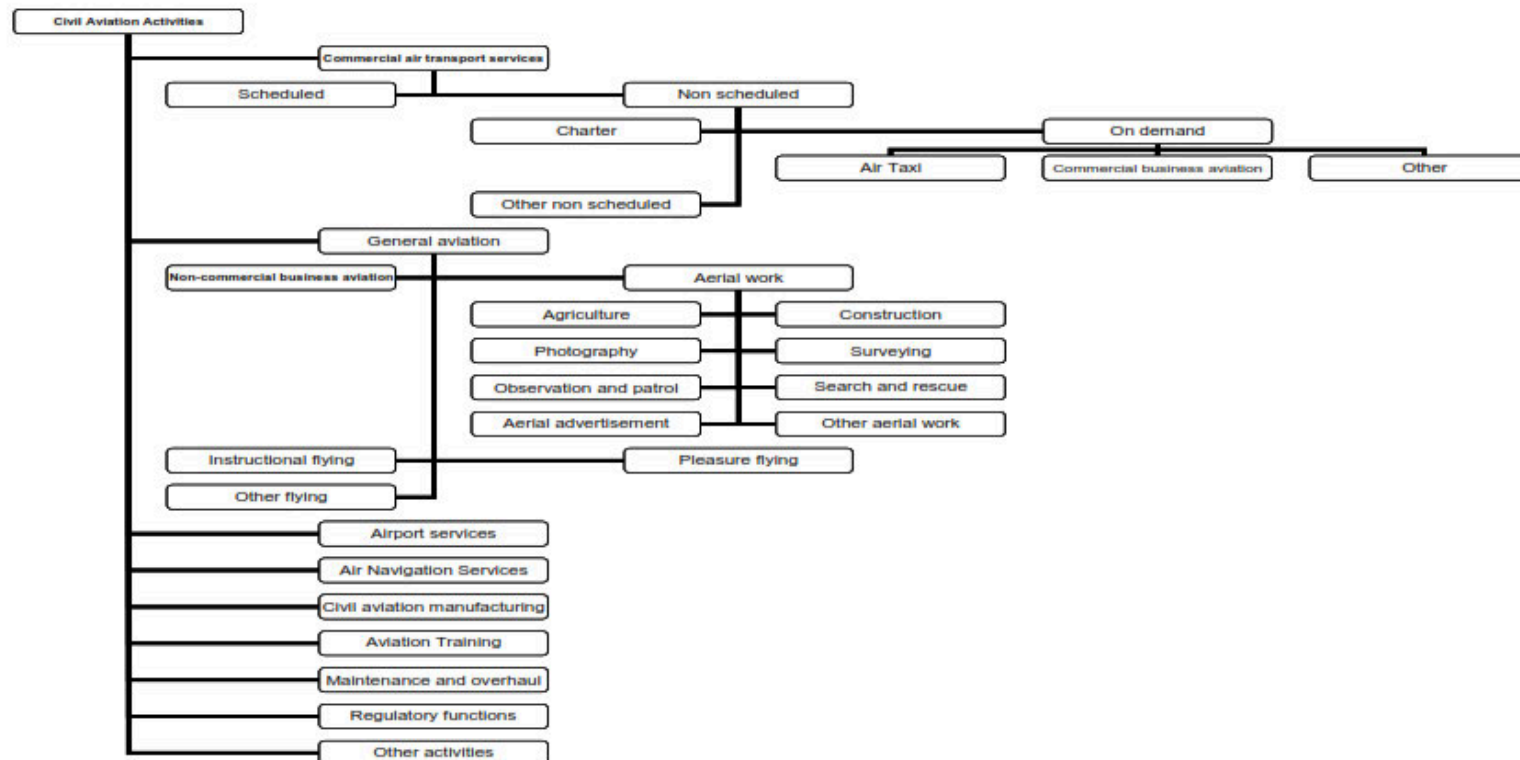 Civil Aviation Activities
Commercial air transport services
Scheduled
Non scheduled
Charter
On demand
Air Taxi
Commercial business aviation
Other
Other non scheduled
General aviation
Non-commercial business aviation
Aerial work
Agriculture
Construction
Photography
Surveying
Observation and patrol
Search and rescue
Aerial advertisement
Other aerial work
Instructional flying
Pleasure flying
Other flying
Airport services
Air Navigation Services
Civil aviation manufacturing
Aviation Training
Maintenance and overhaul
Regulatory functions
Other activities